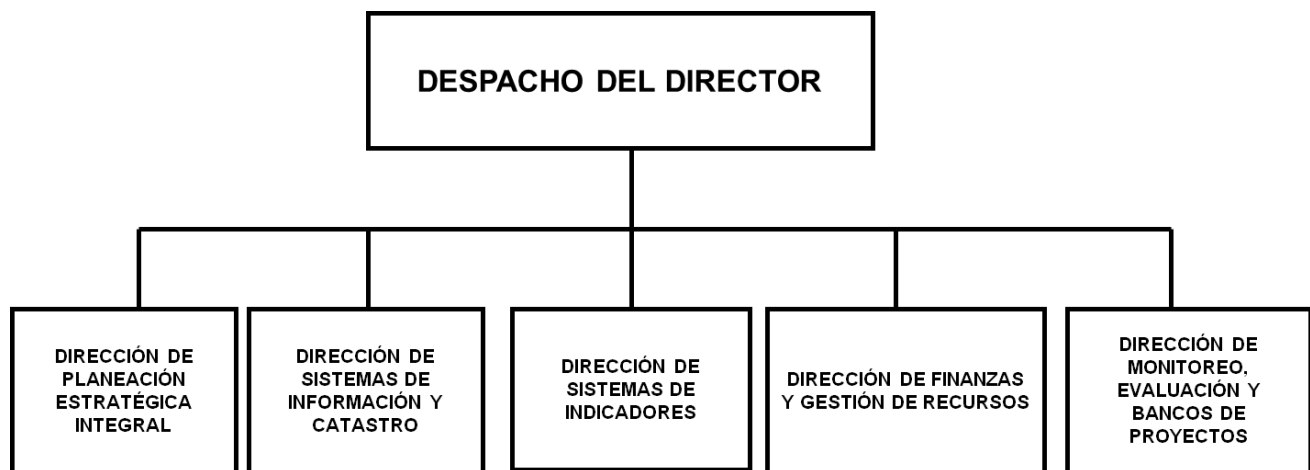 DESPACHO DEL DIRECTOR
DIRECCIÓN DE
PLANEACIÓN
ESTRATÉGICA
INTEGRAL
DIRECCIÓN DE
SISTEMAS DE
INFORMACIÓN Y
CATASTRO
DIRECCIÓN DE
SISTEMAS DE
INDICADORES
DIRECCIÓN DE FINANZAS
Y GESTIÓN DE RECURSOS
DIRECCIÓN DE
MONITOREO,
EVALUACIÓN Y
BANCOS DE
PROYECTOS